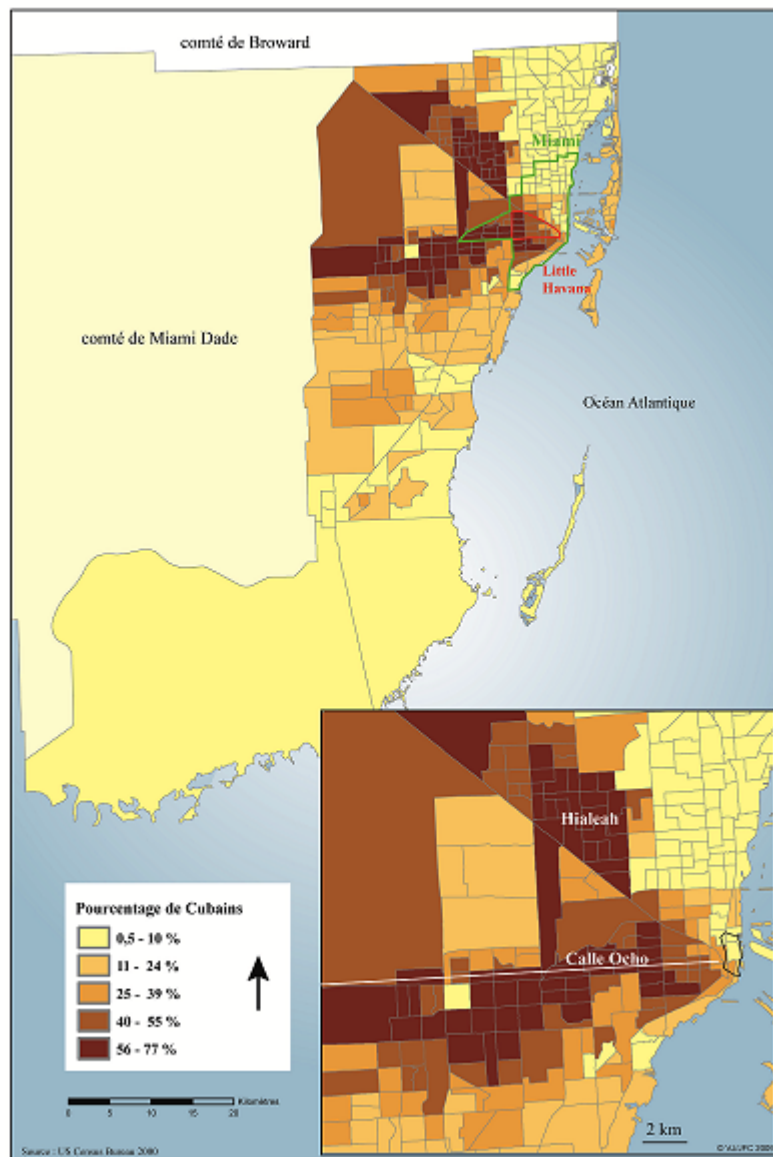 comté de Broward
Miami
Little
Havana
comté de Miami Dade
Océan Atlantique
Hialeah
Calle Ocho
Pourcentage de Cubains
0,5 - 10 %
11 - 24 %
25 - 39 %
40 - 55 %
56 - 77 %
0 5 10 15 20 Kilomètres
2 km
Source : US Census Bureau 2000